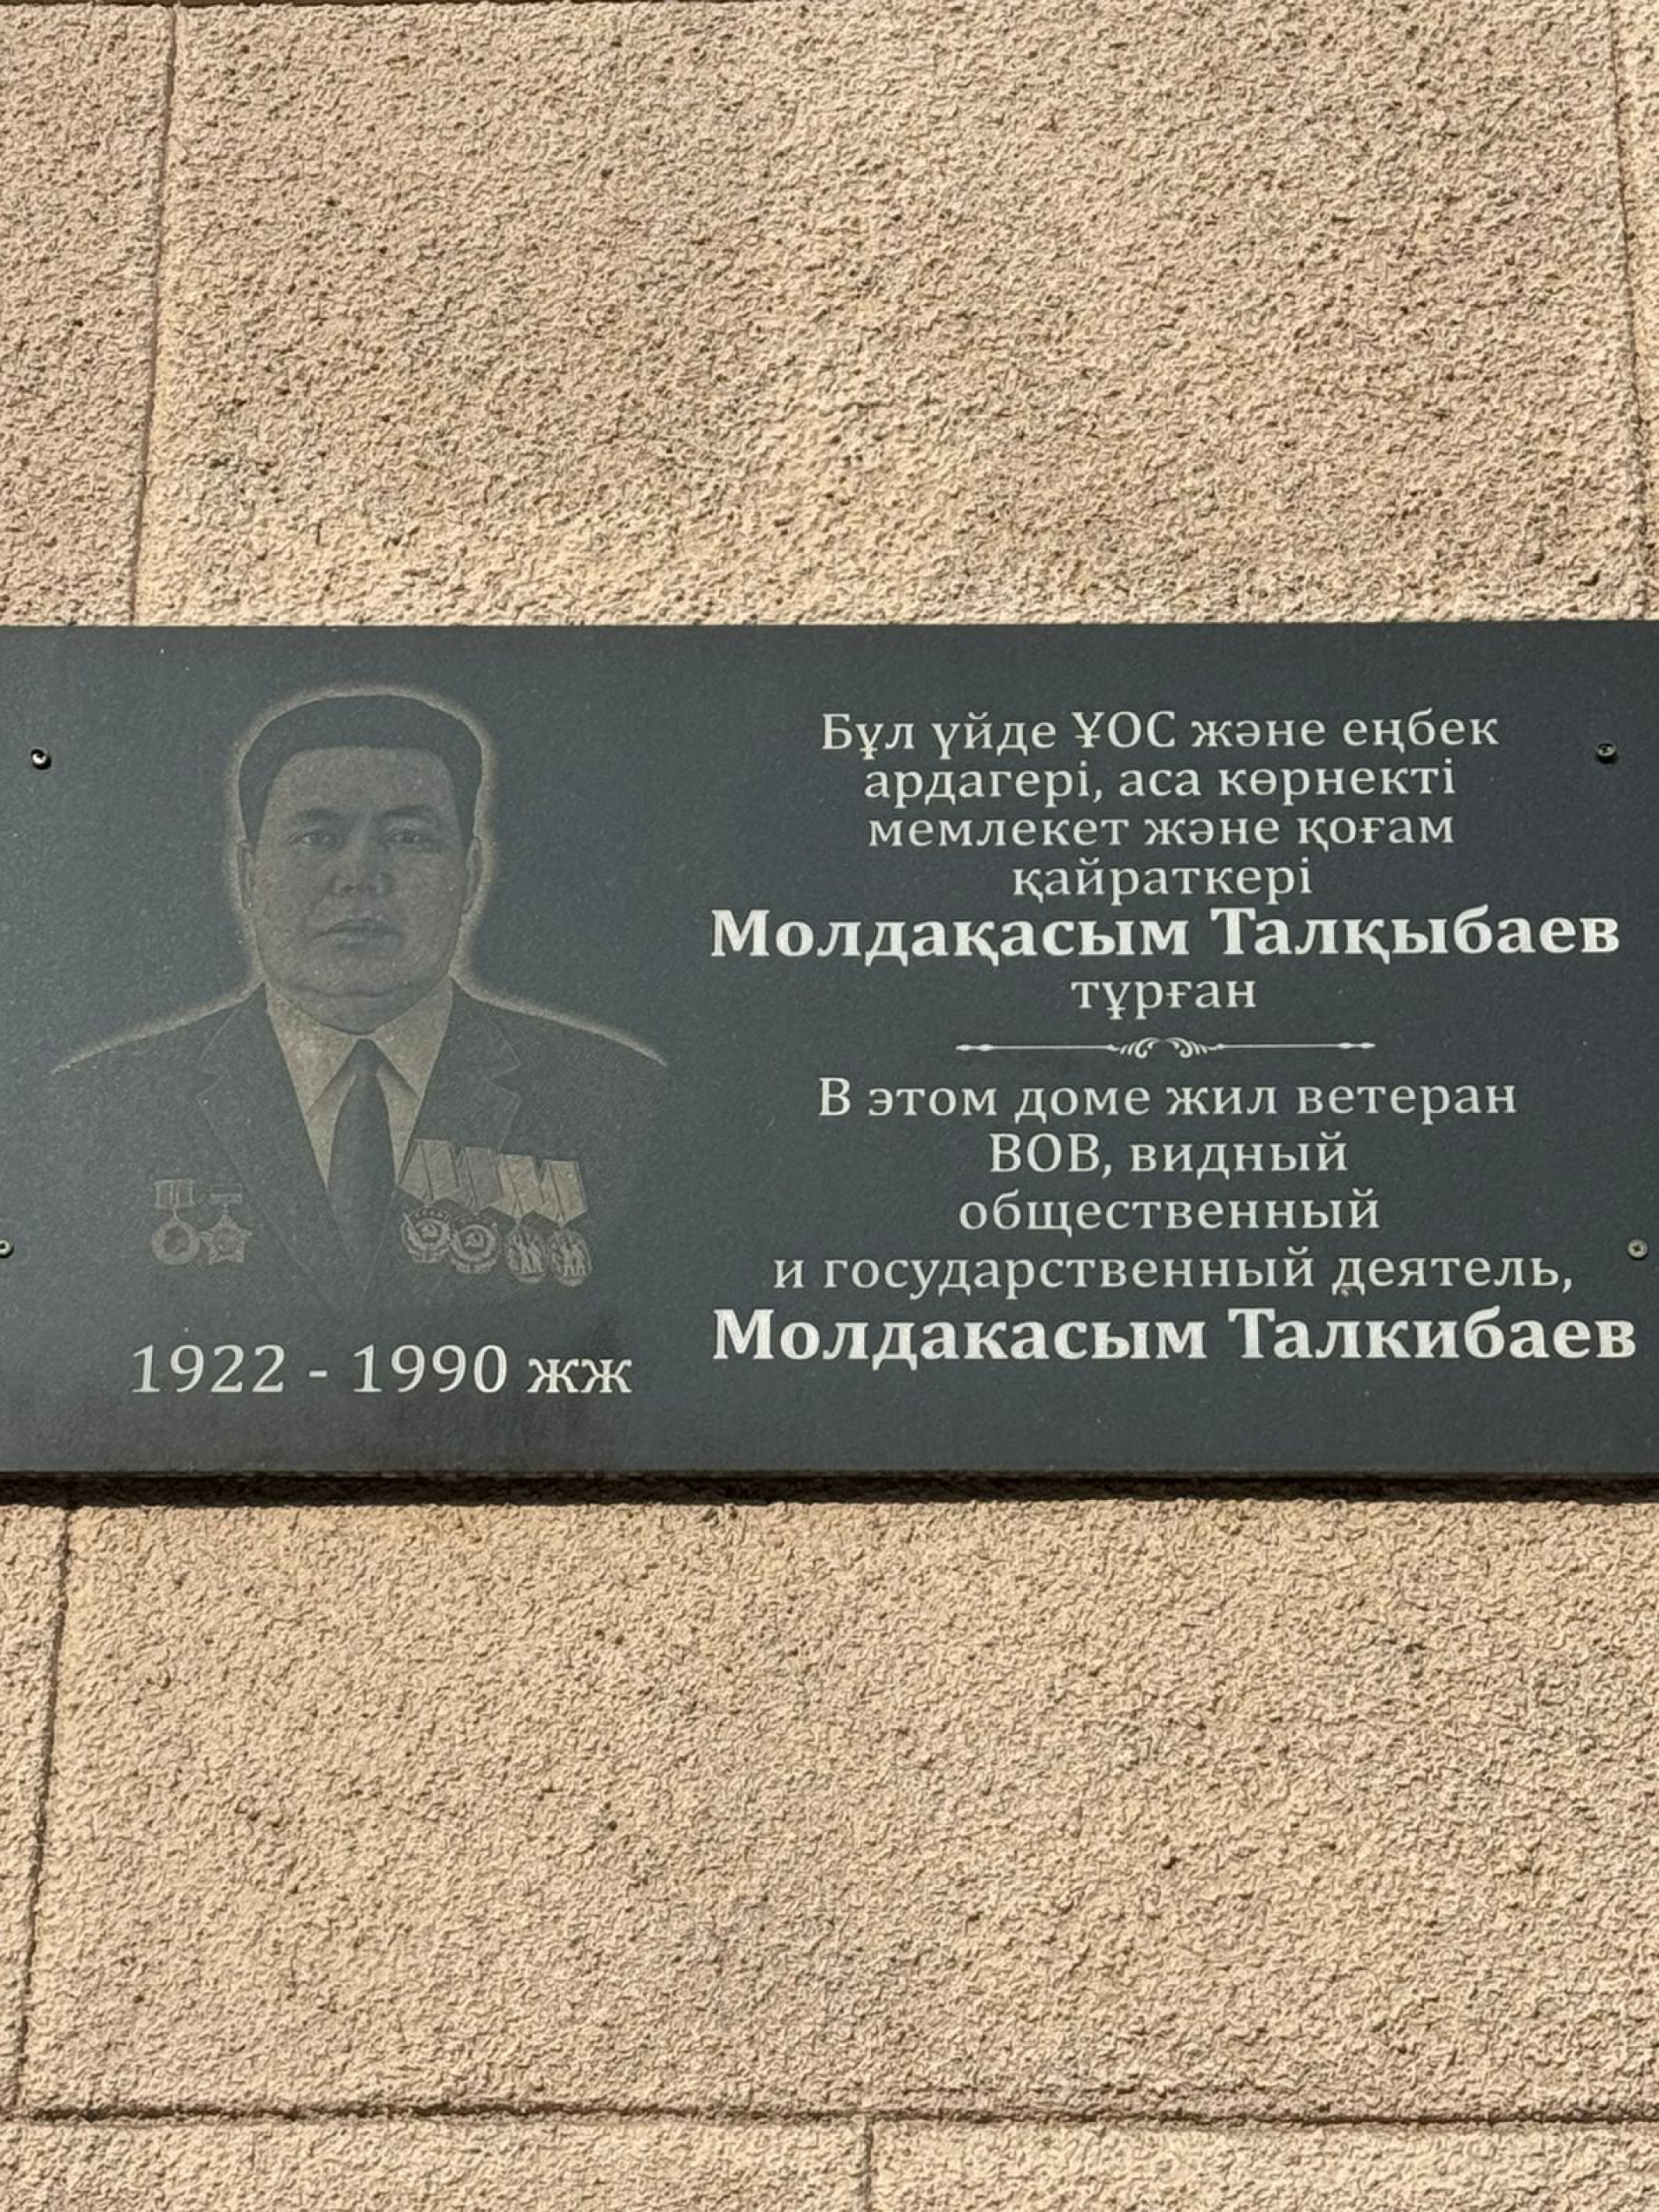 Бұл үйде ҰОС және еңбек
ардагері, аса көрнекті
мемлекет және қоғам
қайраткері
Молдақасым Талқыбаев
тұрған
В этом доме жил ветеран
ВОВ, видный
общественный
и государственный деятель,
Молдакасым Талкибаев
1922 - 1990 жж